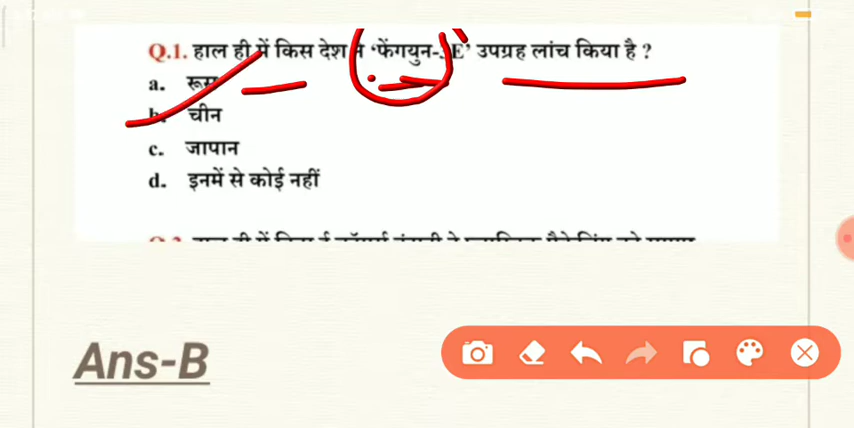 Q.1. हाल ही में किस देश ने ‘फेंगयुन-3E’ उपग्रह लांच किया है ?
a. रूस
b. चीन
c. जापान
d. इनमें से कोई नहीं
Ans-B